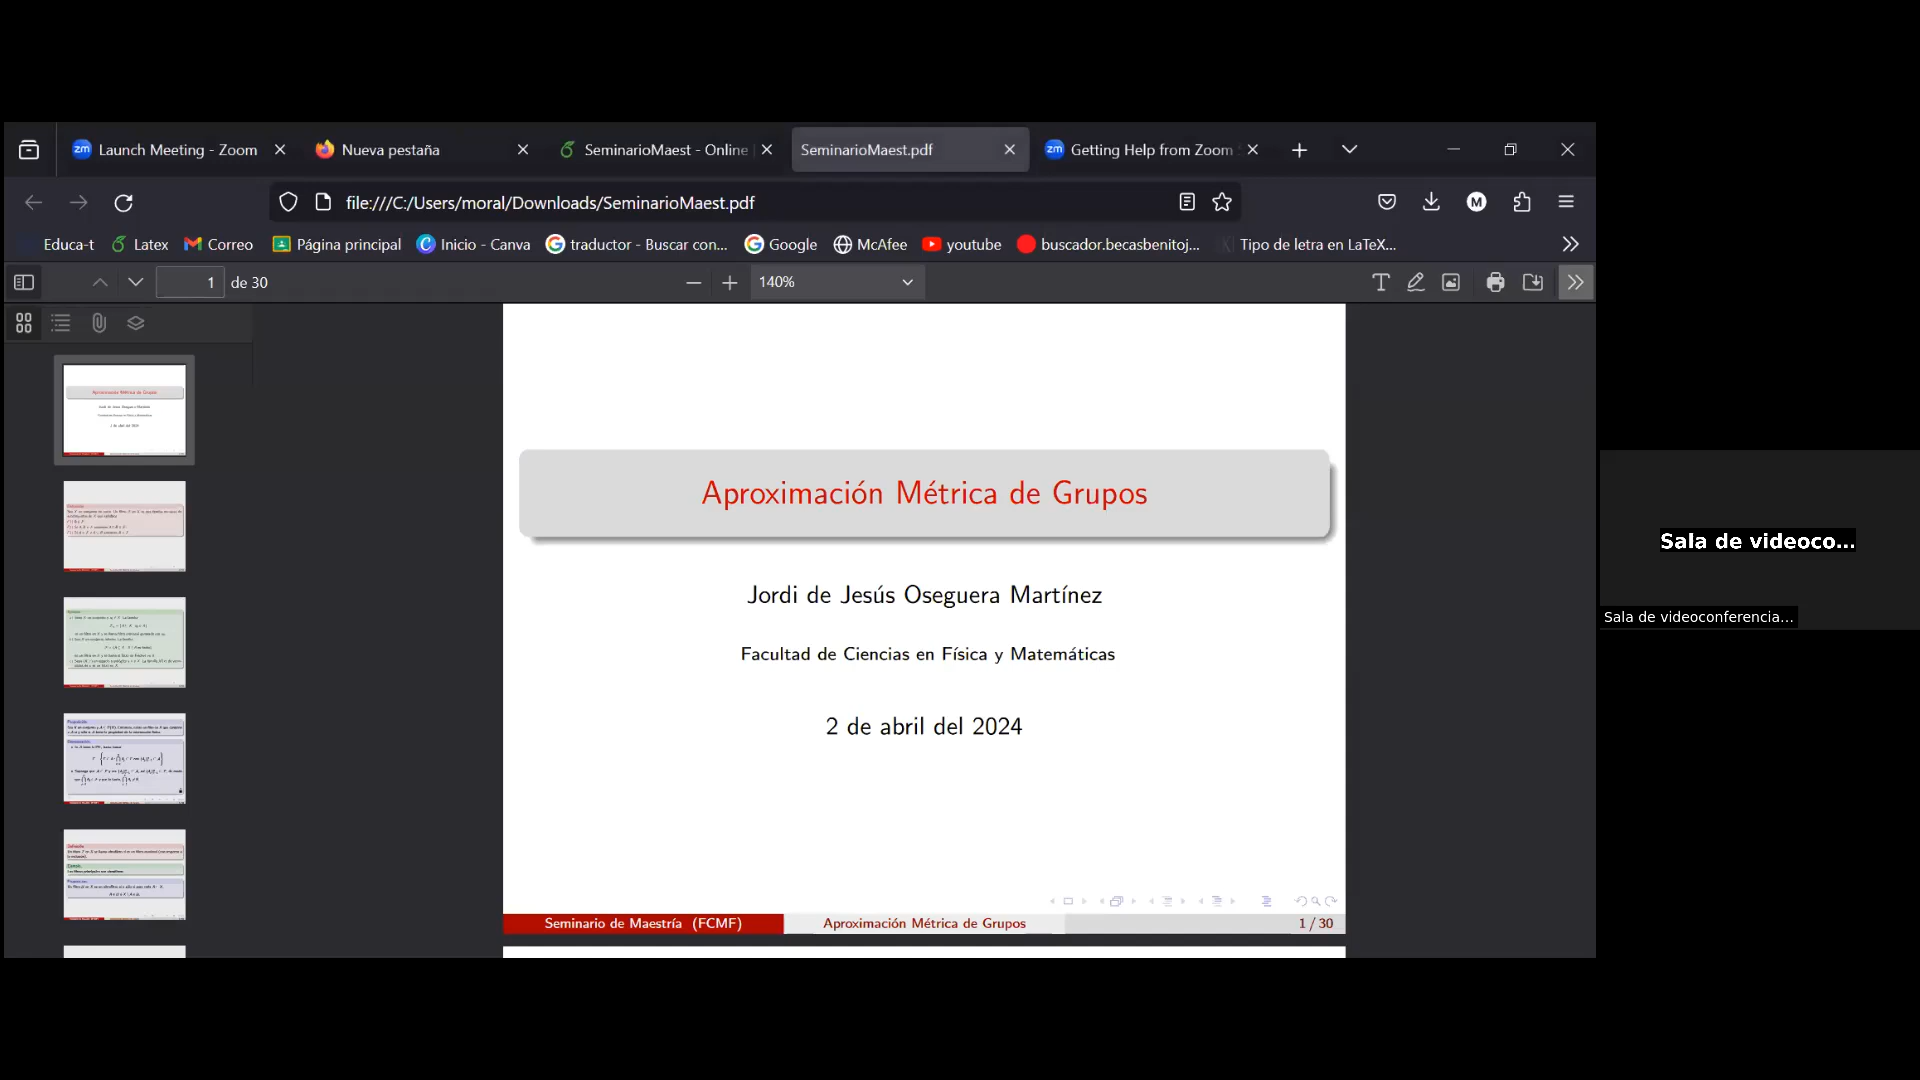 Launch Meeting - Zoom
Nueva pestaña
SeminarioMaest - Online
SeminarioMaest.pdf
Getting Help from Zoom
file:///C:/Users/moral/Downloads/SeminarioMaest.pdf
M
Educa-t
Latex
Correo
Página principal
Inicio - Canva
traductor - Buscar con...
Google
McAfee
youtube
buscador.becasbenitoj...
Tipo de letra en LaTeX...
1 de 30
140%
Aproximación Métrica de Grupos
Jordi de Jesús Oseguera Martínez
Facultad de Ciencias en Física y Matemáticas
2 de abril del 2024
Seminario de Maestría (FCMF)
Aproximación Métrica de Grupos
1 / 30
Sala de videoco...
Sala de videoconferencia...